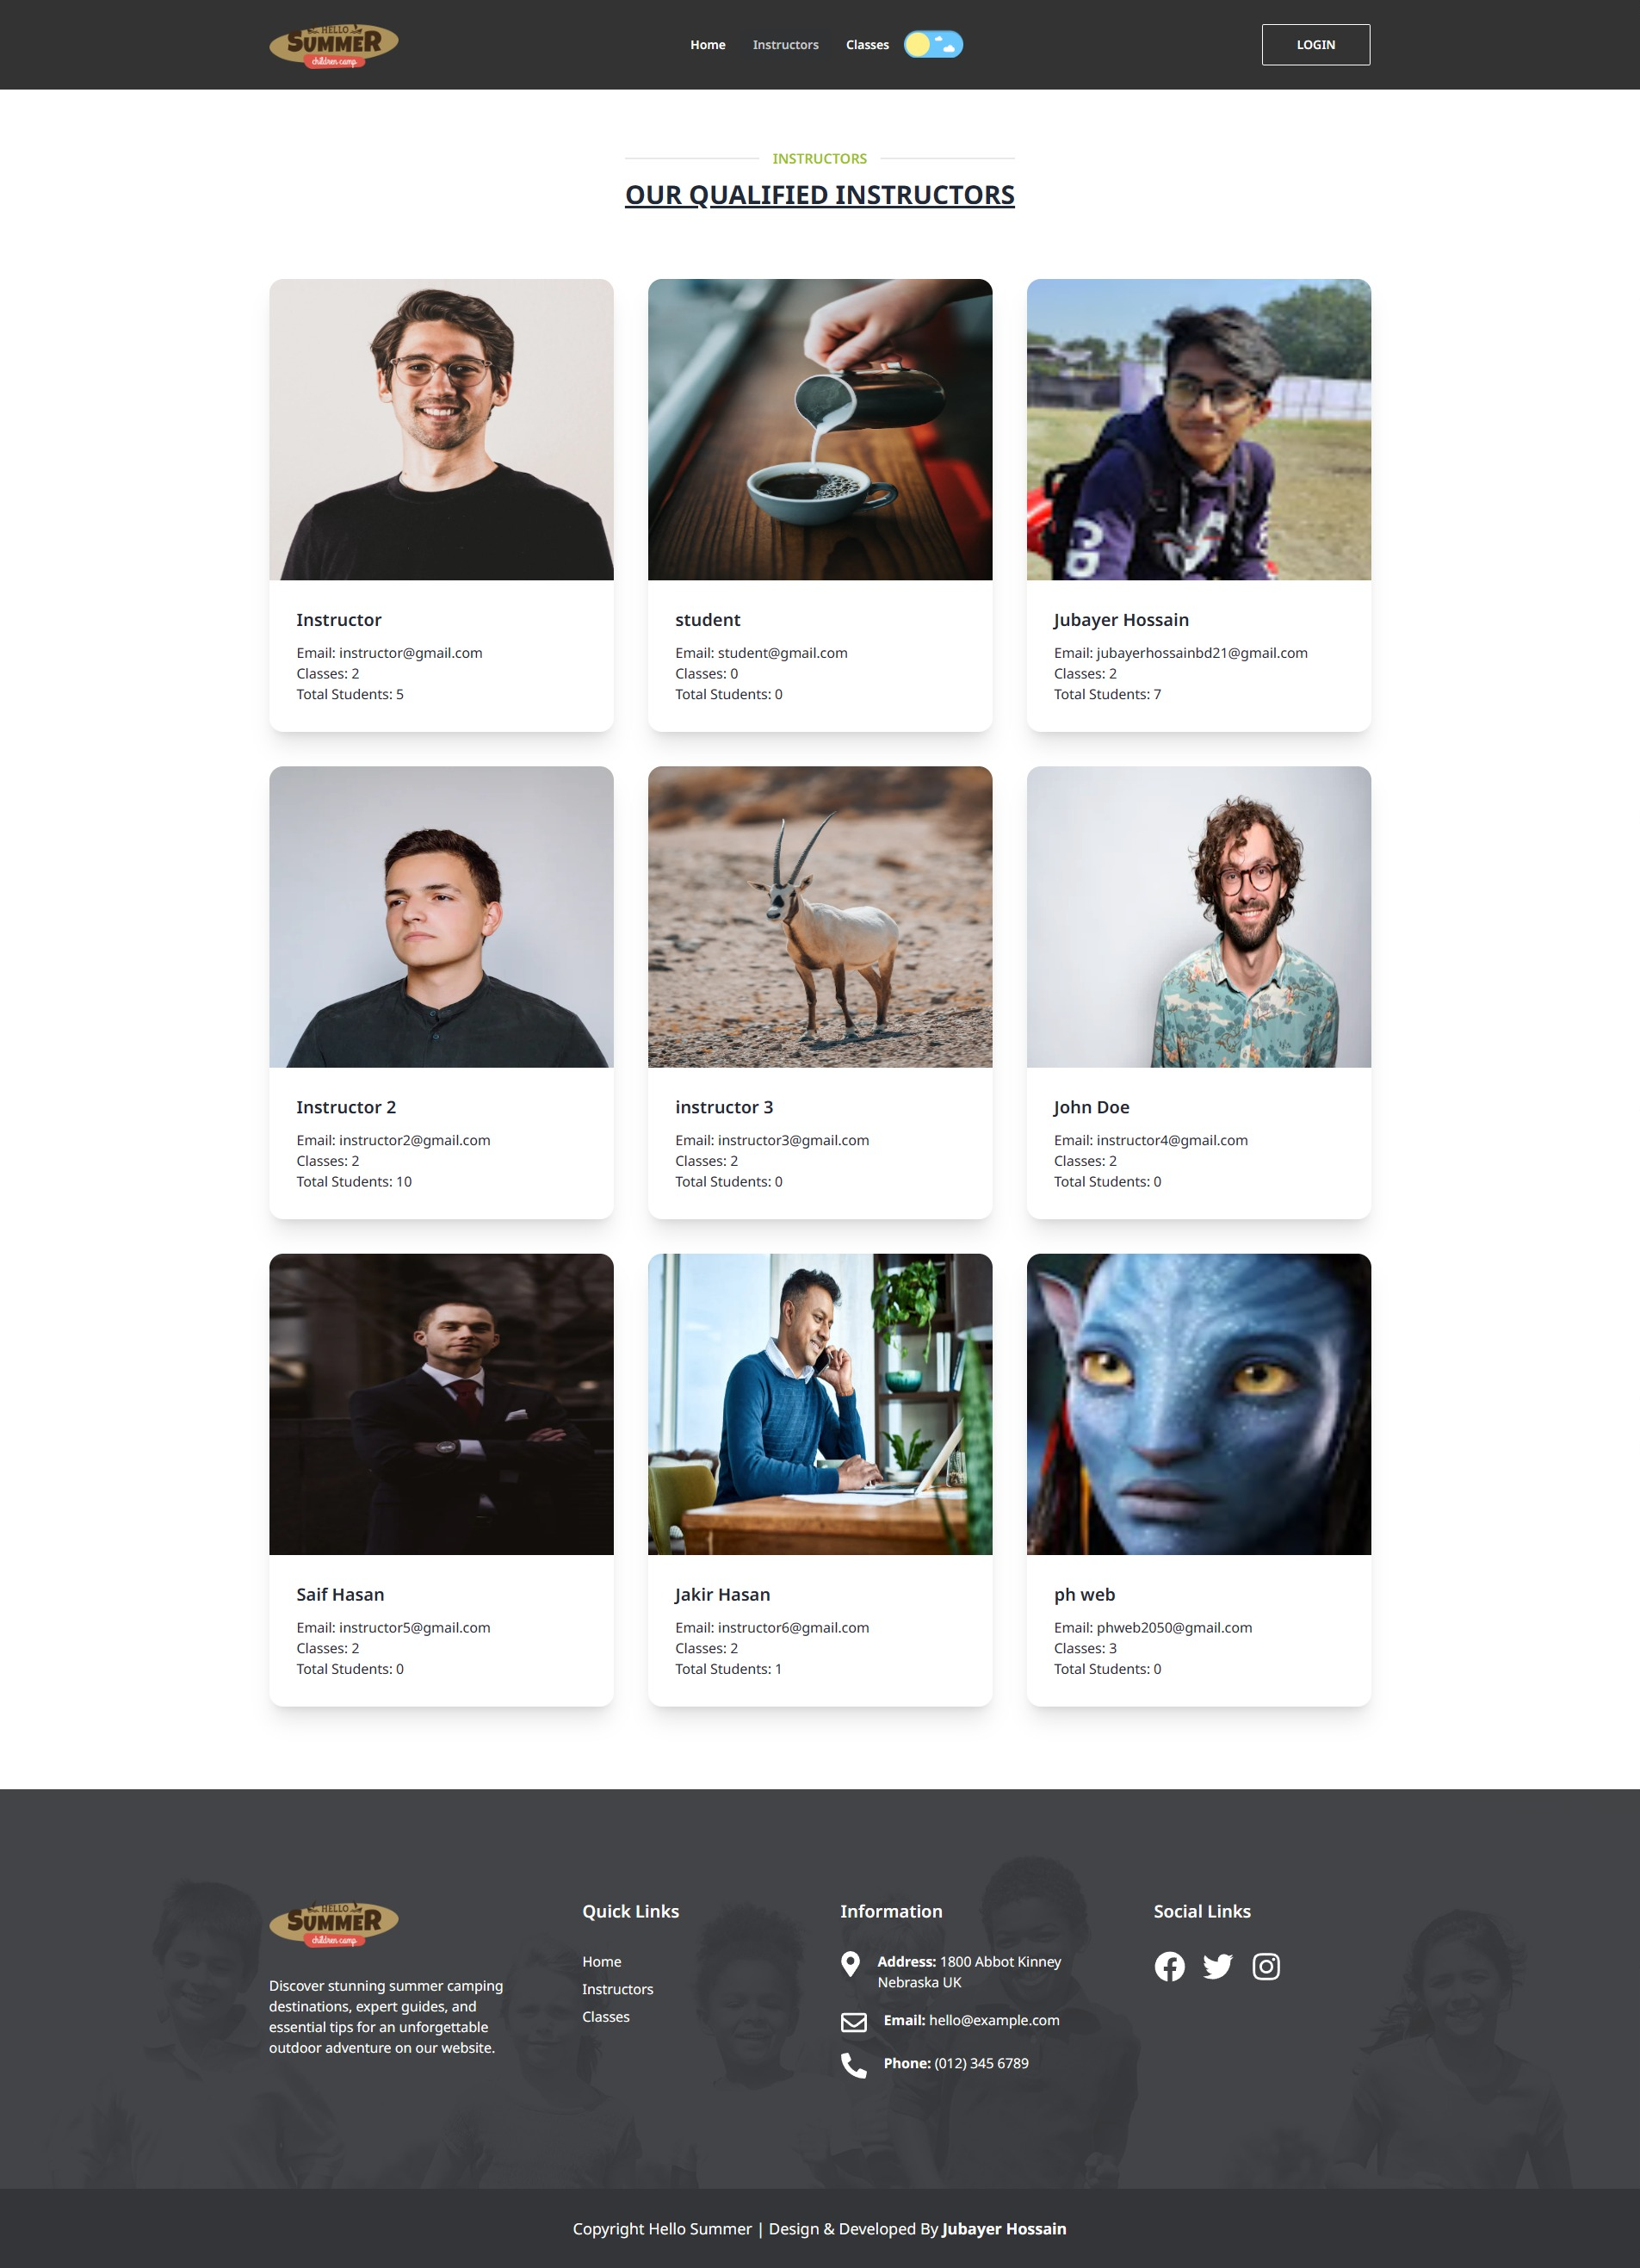 HELLO
SUMMER
children camp
Home
Instructors
Classes
LOGIN
INSTRUCTORS
OUR QUALIFIED INSTRUCTORS
Instructor
Email: instructor@gmail.com
Classes: 2
Total Students: 5
student
Email: student@gmail.com
Classes: 0
Total Students: 0
Jubayer Hossain
Email: jubayerhossainbd21@gmail.com
Classes: 2
Total Students: 7
Instructor 2
Email: instructor2@gmail.com
Classes: 2
Total Students: 10
instructor 3
Email: instructor3@gmail.com
Classes: 2
Total Students: 0
John Doe
Email: instructor4@gmail.com
Classes: 2
Total Students: 0
Saif Hasan
Email: instructor5@gmail.com
Classes: 2
Total Students: 0
Jakir Hasan
Email: instructor6@gmail.com
Classes: 2
Total Students: 1
ph web
Email: phweb2050@gmail.com
Classes: 3
Total Students: 0
HELLO
SUMMER
children camp
Discover stunning summer camping
destinations, expert guides, and
essential tips for an unforgettable
outdoor adventure on our website.
Quick Links
Home
Instructors
Classes
Information
Address: 1800 Abbot Kinney
Nebraska UK
Email: hello@example.com
Phone: (012) 345 6789
Social Links
Copyright Hello Summer | Design & Developed By Jubayer Hossain